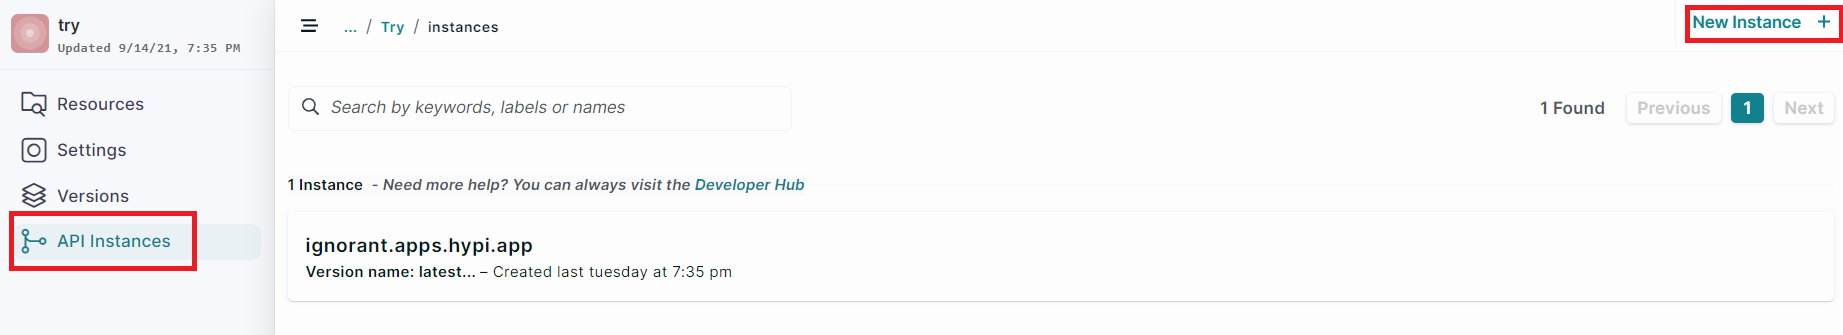 try
Updated 9/14/21, 7:35 PM
Resources
Settings
Versions
API Instances
... / Try / instances
New Instance +
Search by keywords, labels or names
1 Found Previous 1 Next
1 Instance - Need more help? You can always visit the Developer Hub
ignorant.apps.hypi.app
Version name: latest... – Created last tuesday at 7:35 pm